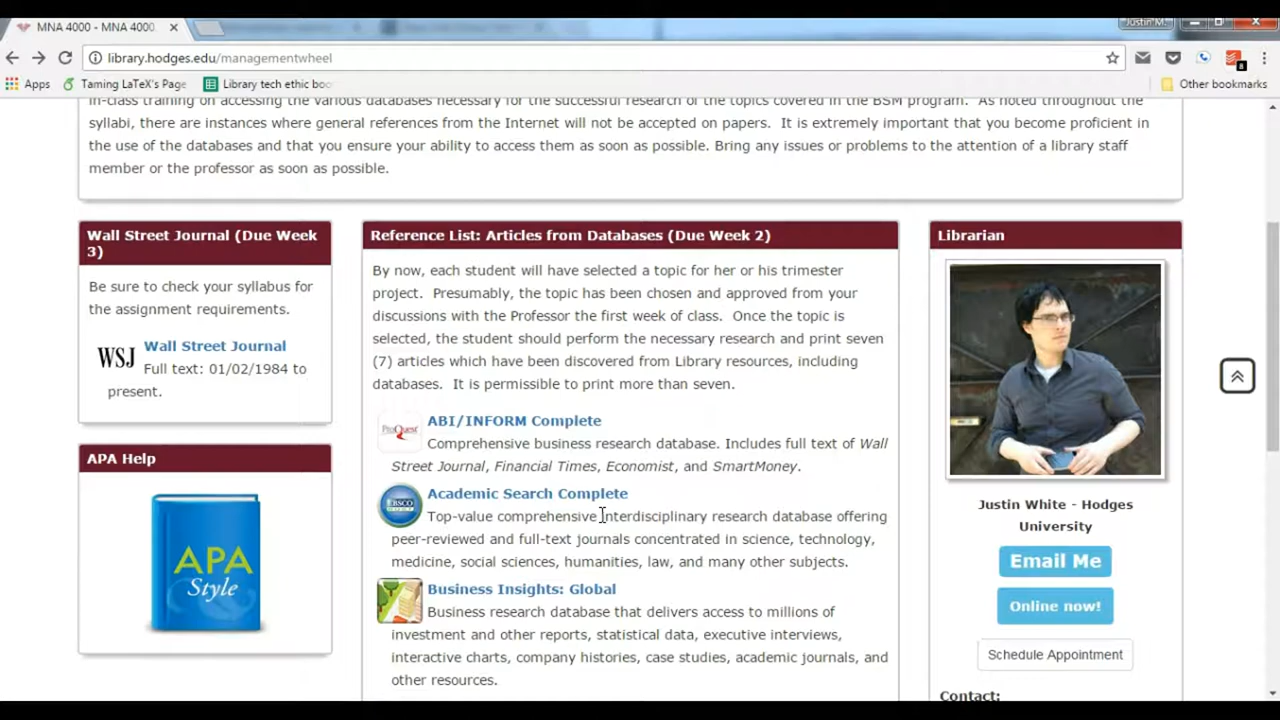 MNA 4000 - MNA 4000
Justin M.
library.hodges.edu/managementwheel
8
Apps
Taming LaTeX's Page
Library tech ethic boo
Other bookmarks
in-class training on accessing the various databases necessary for the successful research of the topics covered in the BSM program. As noted throughout the
syllabi, there are instances where general references from the Internet will not be accepted on papers. It is extremely important that you become proficient in
the use of the databases and that you ensure your ability to access them as soon as possible. Bring any issues or problems to the attention of a library staff
member or the professor as soon as possible.
Wall Street Journal (Due Week
3)
Be sure to check your syllabus for
the assignment requirements.
WSJ
Wall Street Journal
Full text: 01/02/1984 to
present.
APA Help
APA
Style
Reference List: Articles from Databases (Due Week 2)
By now, each student will have selected a topic for her or his trimester
project. Presumably, the topic has been chosen and approved from your
discussions with the Professor the first week of class. Once the topic is
selected, the student should perform the necessary research and print seven
(7) articles which have been discovered from Library resources, including
databases. It is permissible to print more than seven.
ProQuest
ABI/INFORM Complete
Comprehensive business research database. Includes full text of Wall
Street Journal, Financial Times, Economist, and SmartMoney.
EBSCO
Academic Search Complete
Top-value comprehensive interdisciplinary research database offering
peer-reviewed and full-text journals concentrated in science, technology,
medicine, social sciences, humanities, law, and many other subjects.
Business Insights: Global
Business research database that delivers access to millions of
investment and other reports, statistical data, executive interviews,
interactive charts, company histories, case studies, academic journals, and
other resources.
Librarian
Justin White - Hodges
University
Email Me
Online now!
Schedule Appointment
Contact: